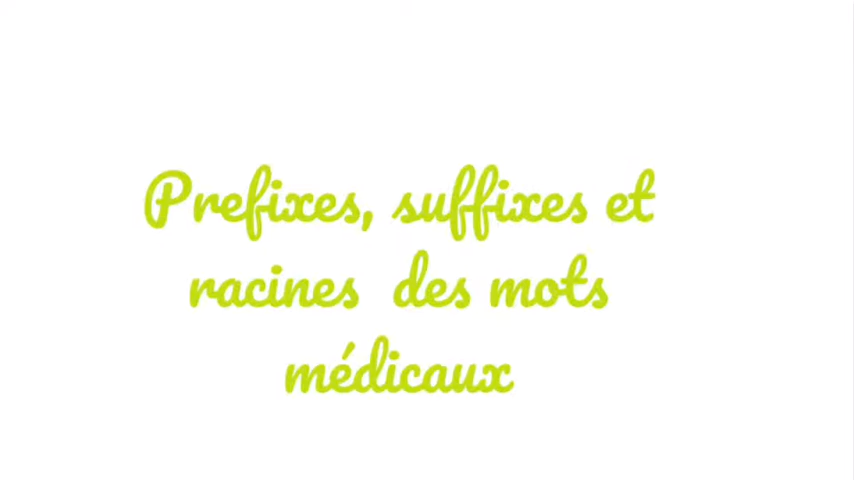 Prefixes, suffixes et
racines des mots
médicaux